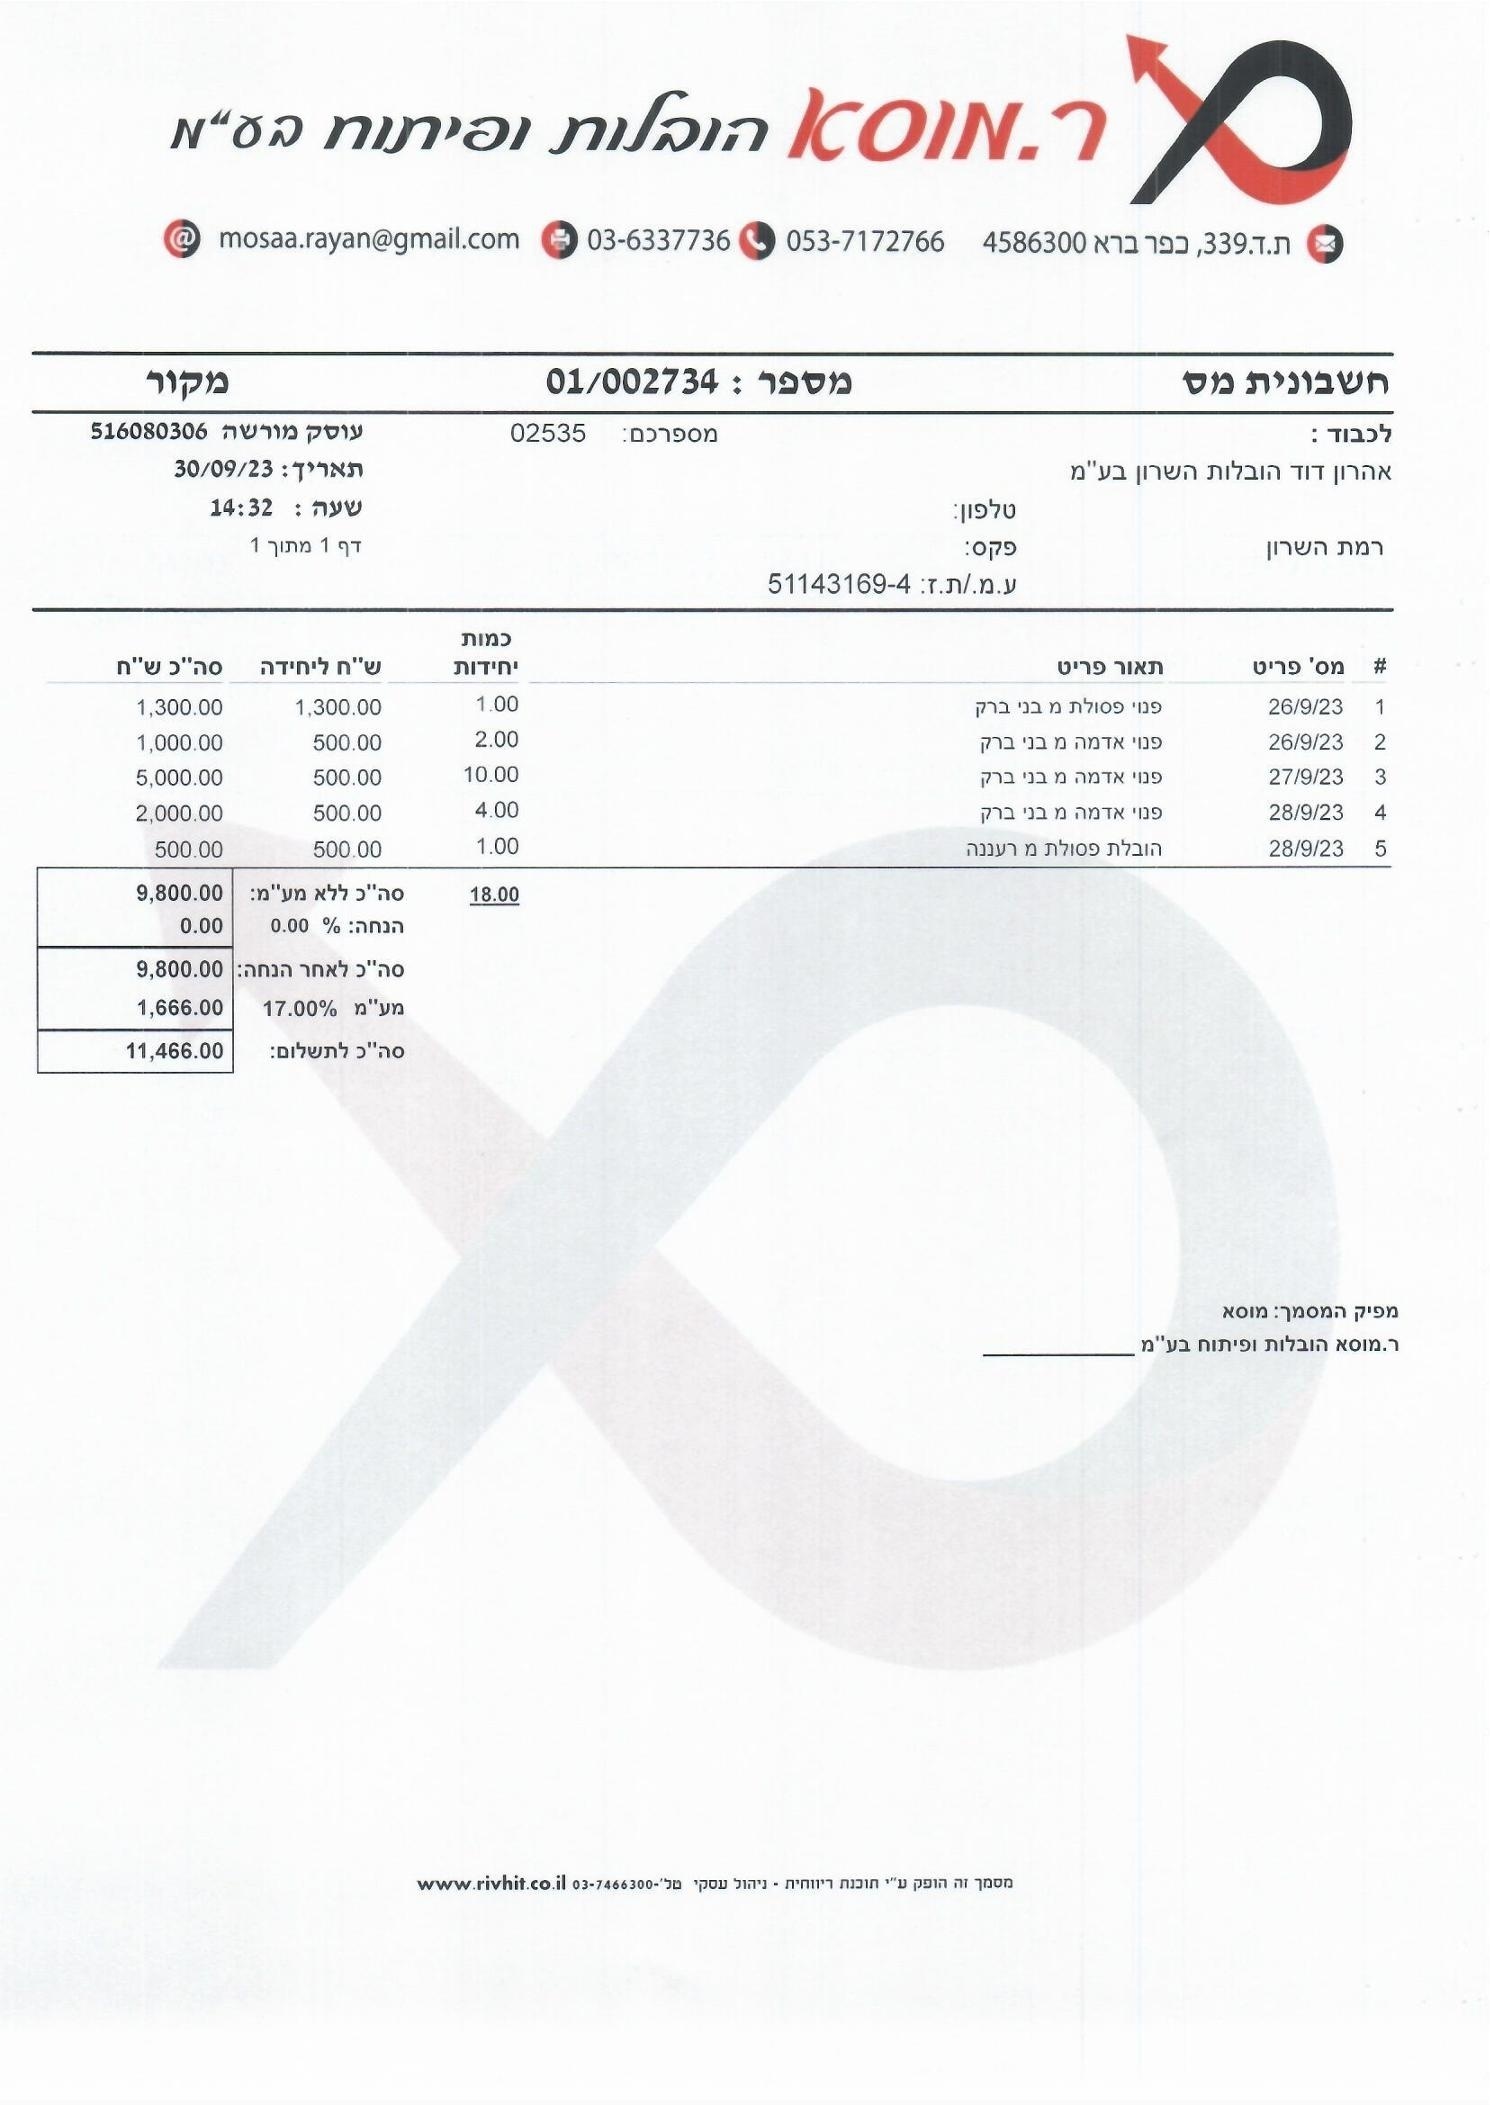 ר.מוסא הובלות ופיתוח בע"מ
ת.ד.339, כפר ברא 4586300 053-7172766 03-6337736 mosaa.rayan@gmail.com
חשבונית מס מספר : 01/002734 מקור
לכבוד : מספרכם: 02535 עוסק מורשה 516080306
אהרון דוד הובלות השרון בע"מ תאריך: 30/09/23
טלפון: שעה : 14:32
רמת השרון פקס: דף 1 מתוך 1
ע.מ./ת.ז: 51143169-4
# מס' פריט תאור פריט כמות יחידות ש"ח ליחידה סה"כ ש"ח
1 26/9/23 פנוי פסולת מ בני ברק 1.00 1,300.00 1,300.00
2 26/9/23 פנוי אדמה מ בני ברק 2.00 500.00 1,000.00
3 27/9/23 פנוי אדמה מ בני ברק 10.00 500.00 5,000.00
4 28/9/23 פנוי אדמה מ בני ברק 4.00 500.00 2,000.00
5 28/9/23 הובלת פסולת מ רעננה 1.00 500.00 500.00
18.00 סה"כ ללא מע"מ: 9,800.00
הנחה: % 0.00 0.00
סה"כ לאחר הנחה: 9,800.00
מע"מ 17.00% 1,666.00
סה"כ לתשלום: 11,466.00
מפיק המסמך: מוסא
ר.מוסא הובלות ופיתוח בע"מ
מסמך זה הופק ע"י תוכנת ריווחית - ניהול עסקי טל'-03-7466300 www.rivhit.co.il